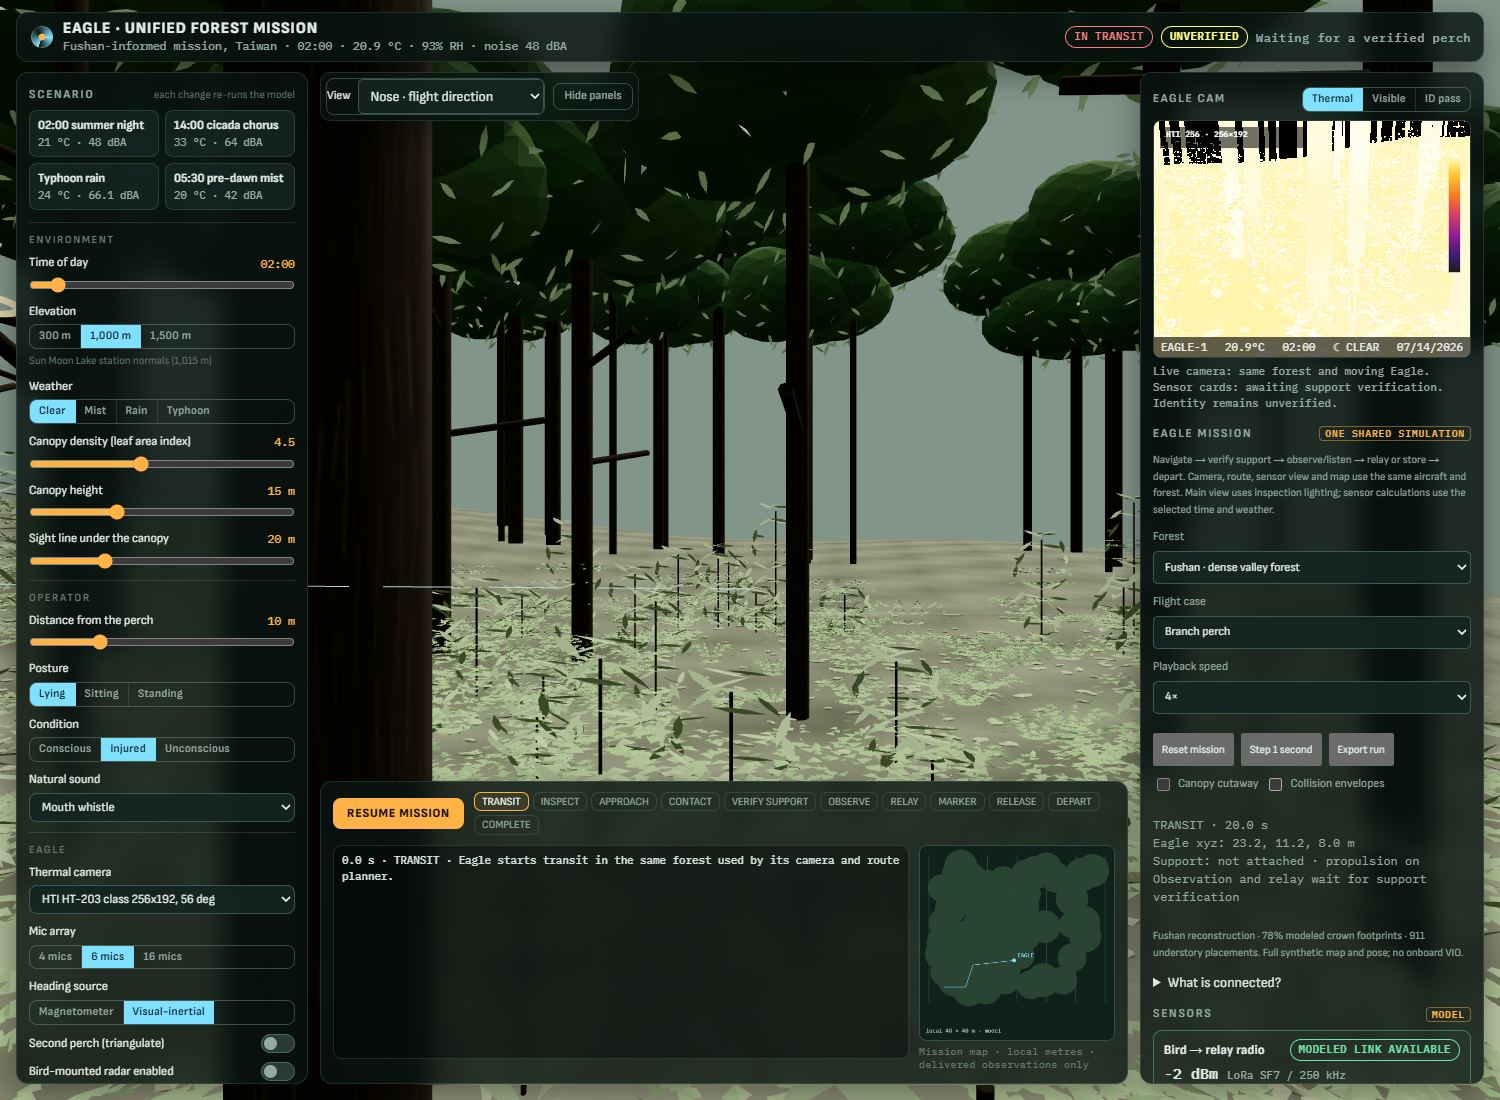 EAGLE · UNIFIED FOREST MISSION
Fushan-informed mission, Taiwan · 02:00 · 20.9 °C · 93% RH · noise 48 dBA
IN TRANSIT
UNVERIFIED
Waiting for a verified perch
SCENARIO
each change re-runs the model
02:00 summer night
21 °C · 48 dBA
14:00 cicada chorus
33 °C · 64 dBA
Typhoon rain
24 °C · 66.1 dBA
05:30 pre-dawn mist
20 °C · 42 dBA
ENVIRONMENT
Time of day
02:00
Elevation
300 m
1,000 m
1,500 m
Sun Moon Lake station normals (1,015 m)
Weather
Clear
Mist
Rain
Typhoon
Canopy density (leaf area index)
4.5
Canopy height
15 m
Sight line under the canopy
20 m
OPERATOR
Distance from the perch
10 m
Posture
Lying
Sitting
Standing
Condition
Conscious
Injured
Unconscious
Natural sound
Mouth whistle
EAGLE
Thermal camera
HTI HT-203 class 256x192, 56 deg
Mic array
4 mics
6 mics
16 mics
Heading source
Magnetometer
Visual-inertial
Second perch (triangulate)
Bird-mounted radar enabled
View
Nose · flight direction
Hide panels
RESUME MISSION
TRANSIT
INSPECT
APPROACH
CONTACT
VERIFY SUPPORT
OBSERVE
RELAY
MARKER
RELEASE
DEPART
COMPLETE
0.0 s · TRANSIT · Eagle starts transit in the same forest used by its camera and route
planner.
EAGLE
local 48 × 40 m · model
Mission map · local metres ·
delivered observations only
EAGLE CAM
Thermal
Visible
ID pass
HTI 256 · 256×192
EAGLE-1 20.9°C 02:00 ☾ CLEAR 07/14/2026
Live camera: same forest and moving Eagle.
Sensor cards: awaiting support verification.
Identity remains unverified.
EAGLE MISSION
ONE SHARED SIMULATION
Navigate → verify support → observe/listen → relay or store →
depart. Camera, route, sensor view and map use the same aircraft and
forest. Main view uses inspection lighting; sensor calculations use the
selected time and weather.
Forest
Fushan · dense valley forest
Flight case
Branch perch
Playback speed
4×
Reset mission
Step 1 second
Export run
Canopy cutaway
Collision envelopes
TRANSIT · 20.0 s
Eagle xyz: 23.2, 11.2, 8.0 m
Support: not attached · propulsion on
Observation and relay wait for support
verification
Fushan reconstruction · 78% modeled crown footprints · 911
understory placements. Full synthetic map and pose; no onboard VIO.
▶ What is connected?
SENSORS
MODEL
Bird → relay radio
MODELED LINK AVAILABLE
-2 dBm LoRa SF7 / 250 kHz